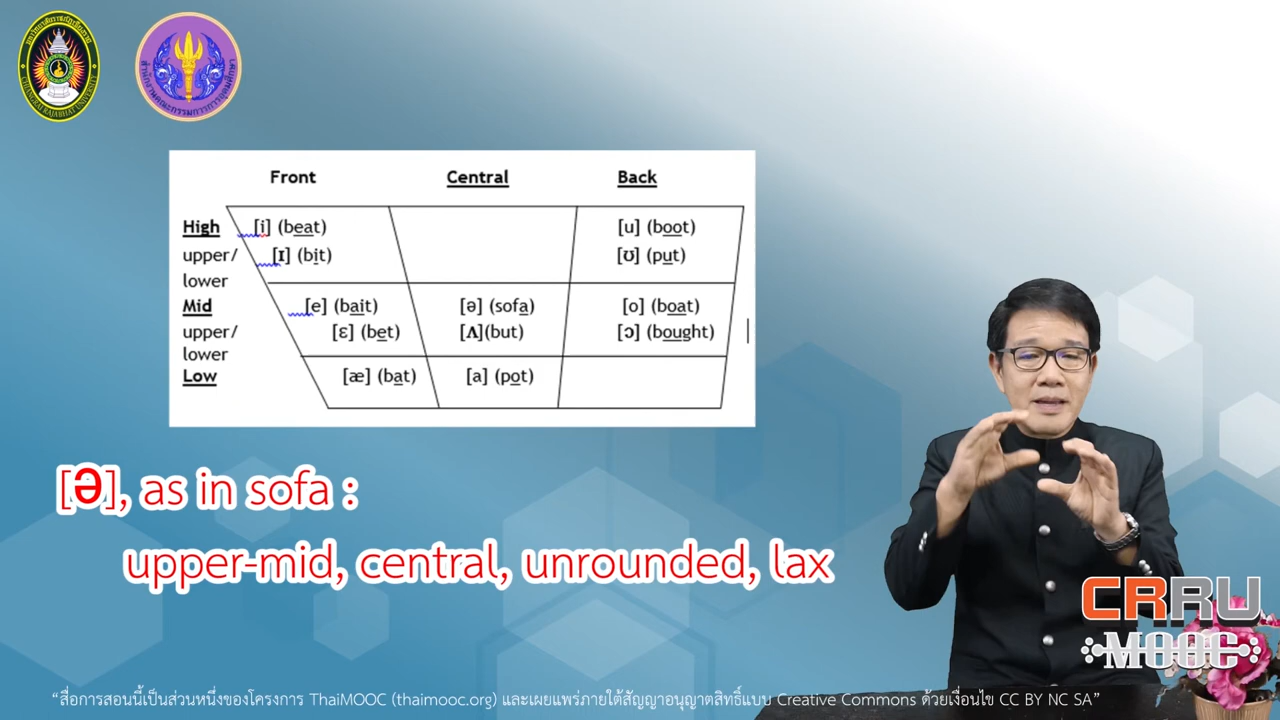 Front Central Back
High [i] (beat) [u] (boot)
upper/ [ɪ] (bit) [ʊ] (put)
lower
Mid [e] (bait) [ə] (sofa) [o] (boat)
upper/ [ɛ] (bet) [ʌ](but) [ɔ] (bought)
lower
Low [æ] (bat) [a] (pot)
[ə], as in sofa :
upper-mid, central, unrounded, lax
CRRU
MOOC
“สื่อการสอนนี้เป็นส่วนหนึ่งของโครงการ ThaiMOOC (thaimooc.org) และเผยแพร่ภายใต้สัญญาอนุญาตสิทธิ์แบบ Creative Commons ด้วยเงื่อนไข CC BY NC SA”